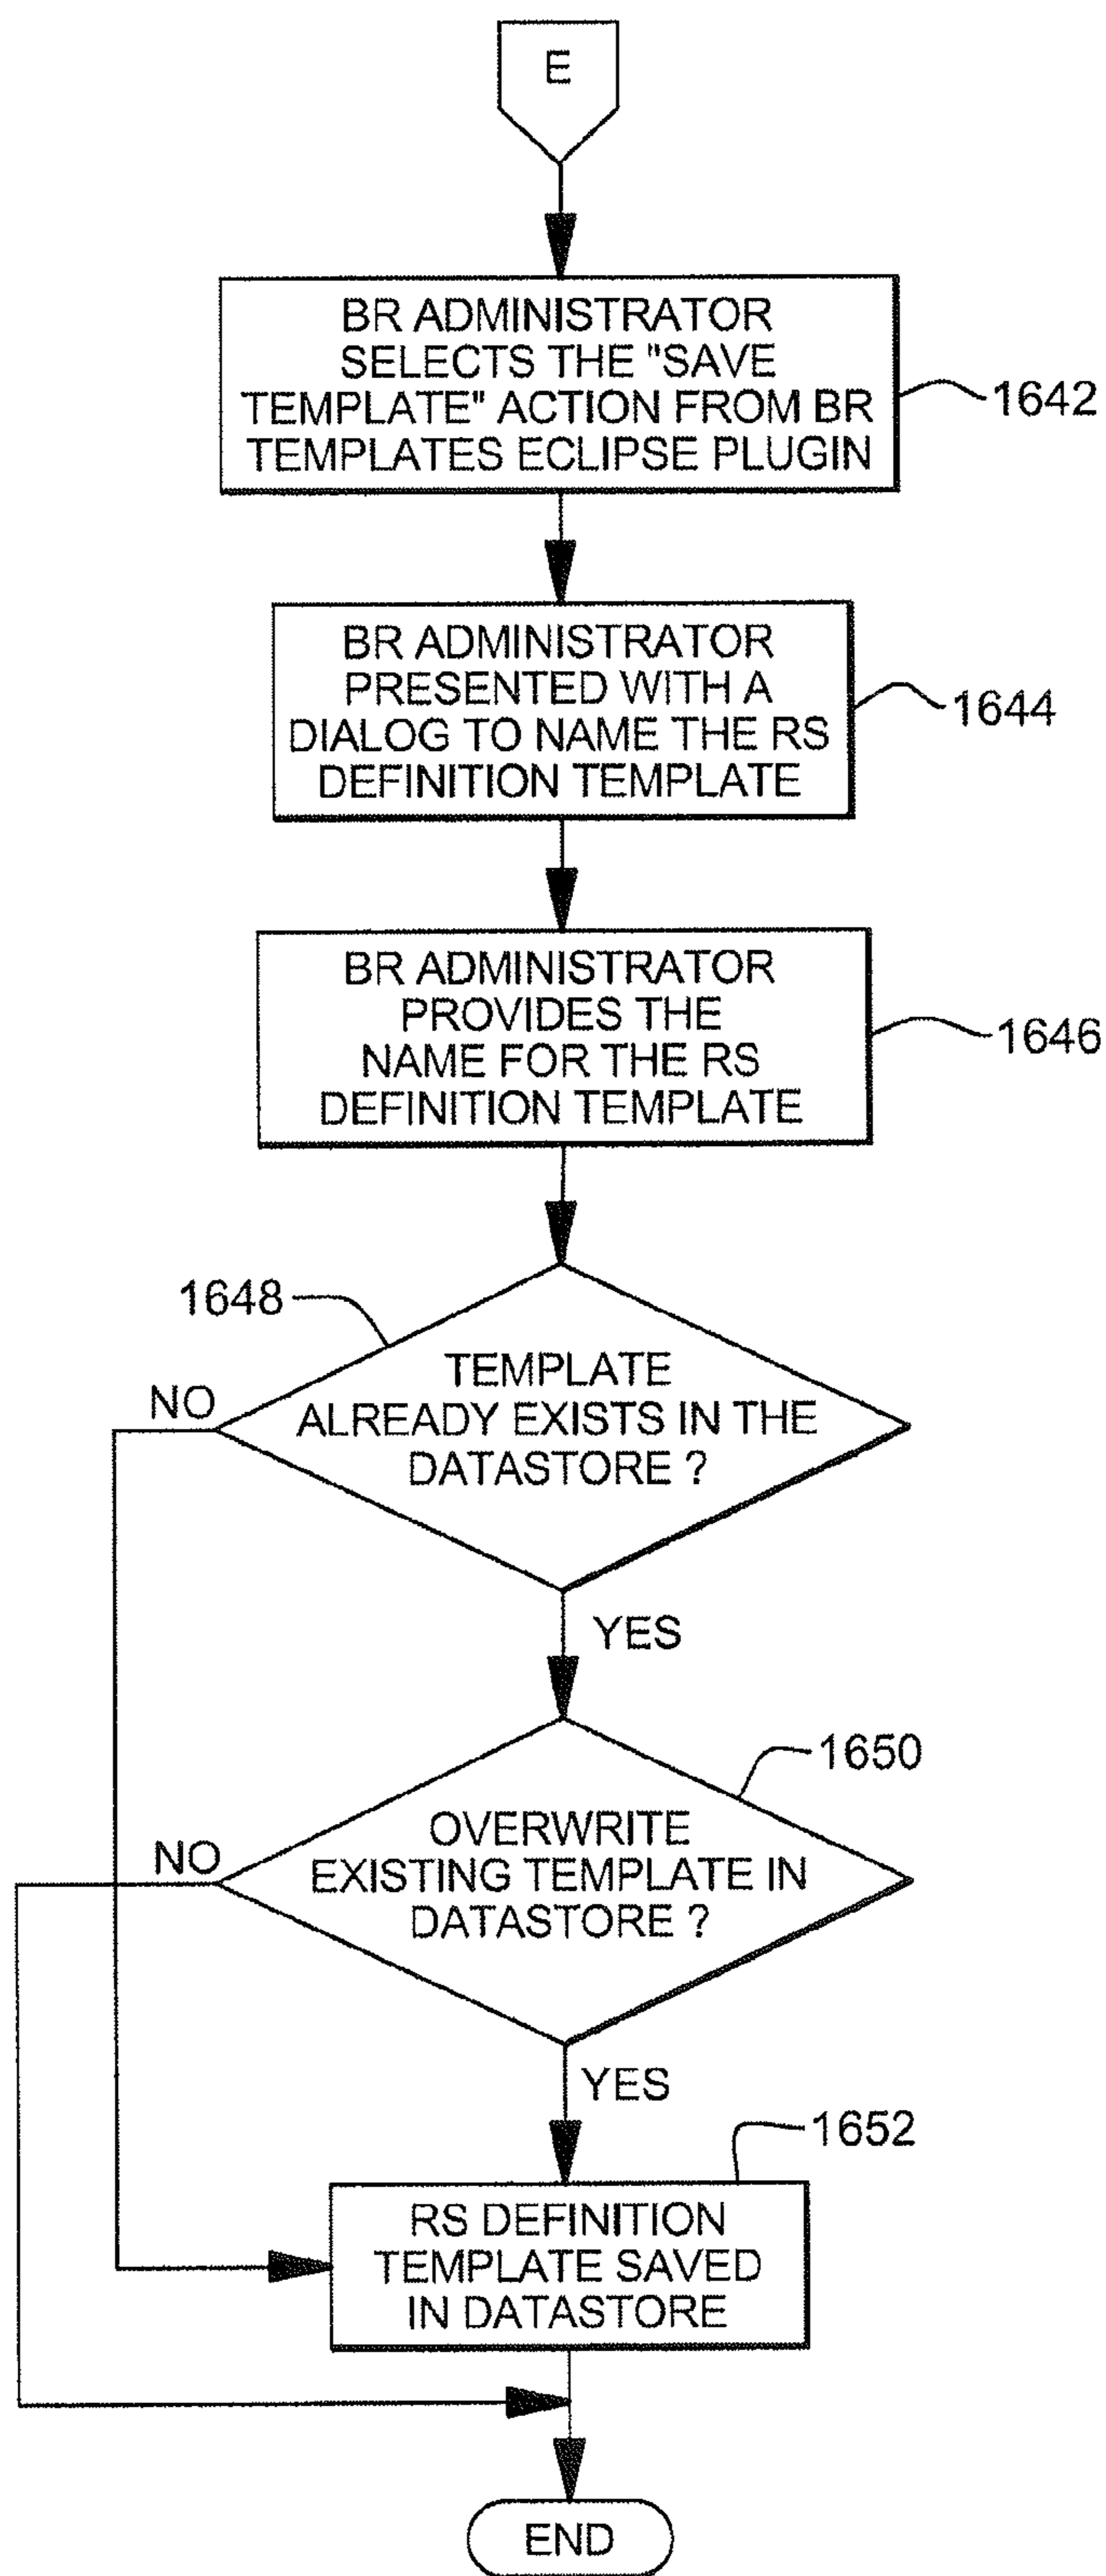 E
BR ADMINISTRATOR
SELECTS THE "SAVE
TEMPLATE" ACTION FROM BR
TEMPLATES ECLIPSE PLUGIN
1642
BR ADMINISTRATOR
PRESENTED WITH A
DIALOG TO NAME THE RS
DEFINITION TEMPLATE
1644
BR ADMINISTRATOR
PROVIDES THE
NAME FOR THE RS
DEFINITION TEMPLATE
1646
1648
TEMPLATE
ALREADY EXISTS IN THE
DATASTORE ?
NO
YES
1650
OVERWRITE
EXISTING TEMPLATE IN
DATASTORE ?
NO
YES
1652
RS DEFINITION
TEMPLATE SAVED
IN DATASTORE
END